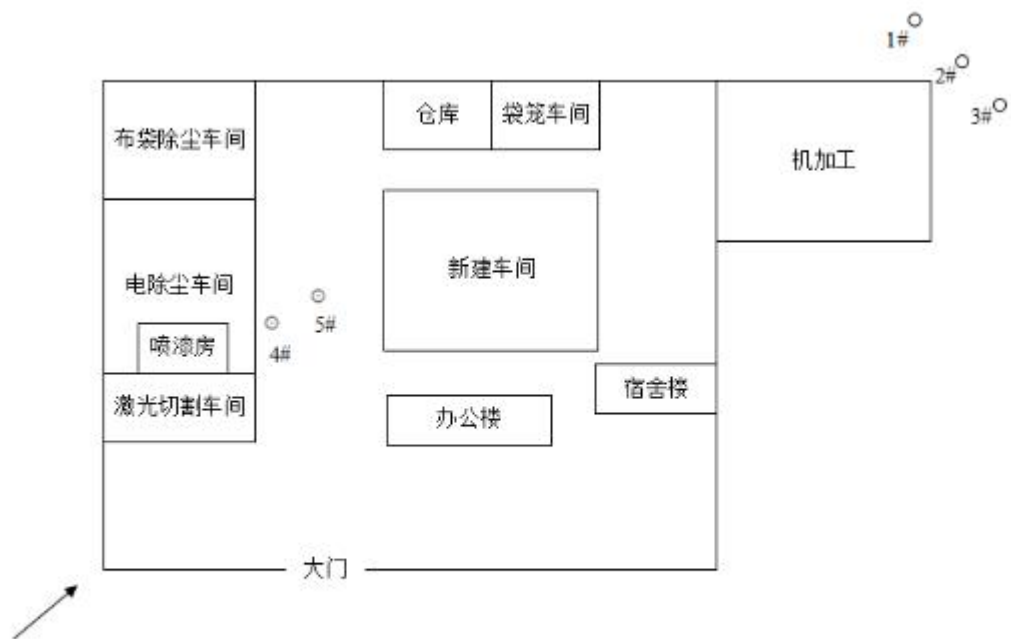 1#
2#
3#
仓库
袋笼车间
布袋除尘车间
机加工
新建车间
电除尘车间
5#
喷漆房
4#
宿舍楼
激光切割车间
办公楼
大门